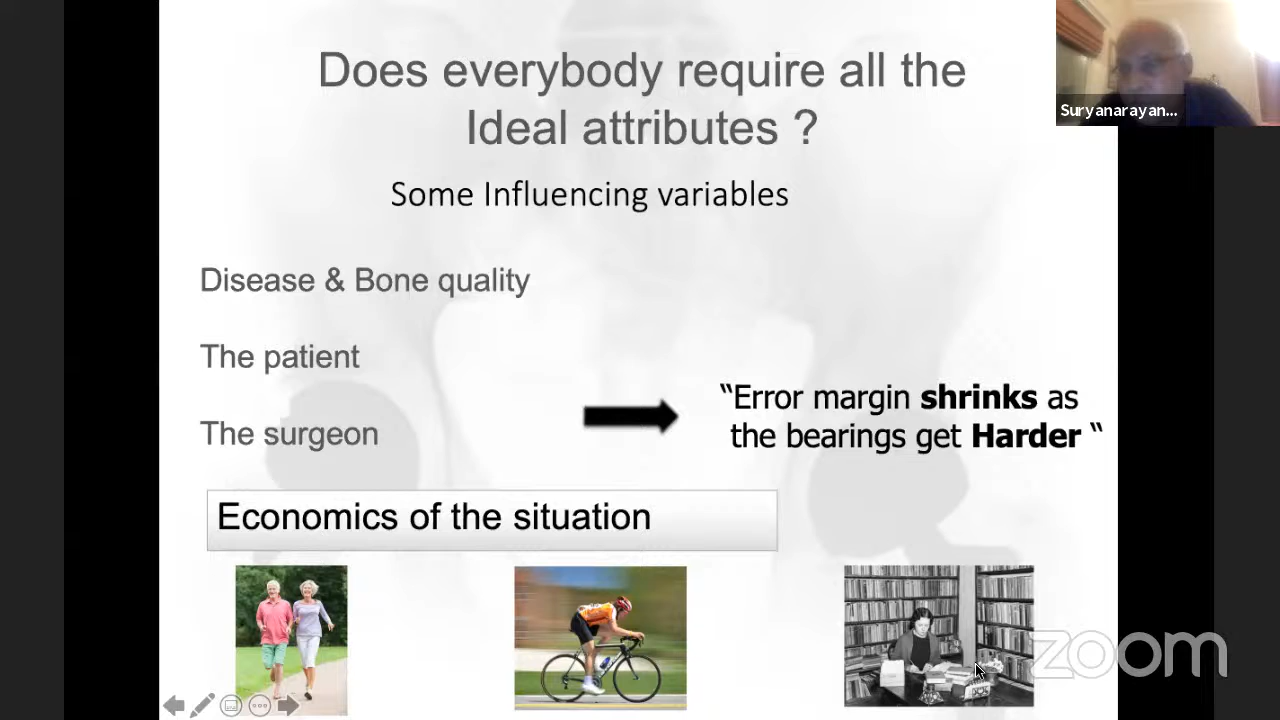 Does everybody require all the
Ideal attributes ?
Suryanarayan...
Some Influencing variables
Disease & Bone quality
The patient
The surgeon
“Error margin shrinks as
the bearings get Harder “
Economics of the situation
zoom